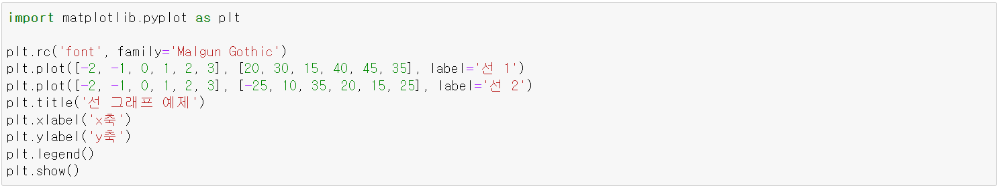 import matplotlib.pyplot as plt
plt.rc('font', family='Malgun Gothic')
plt.plot([-2, -1, 0, 1, 2, 3], [20, 30, 15, 40, 45, 35], label='선 1')
plt.plot([-2, -1, 0, 1, 2, 3], [-25, 10, 35, 20, 15, 25], label='선 2')
plt.title('선 그래프 예제')
plt.xlabel('x축')
plt.ylabel('y축')
plt.legend()
plt.show()